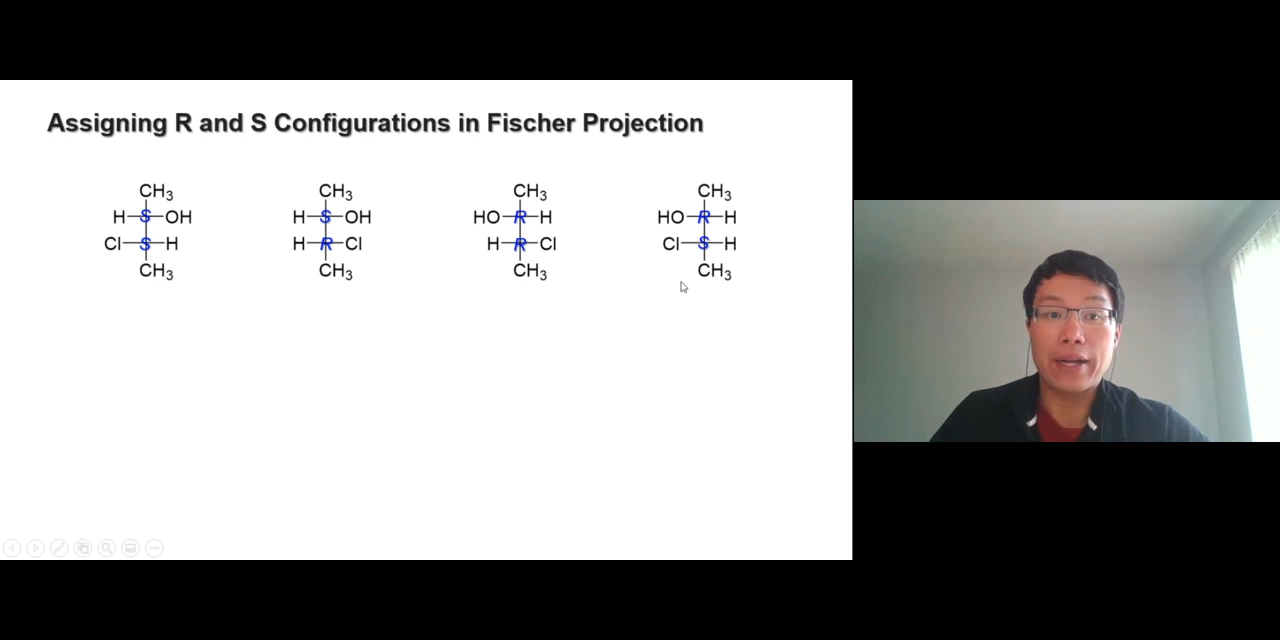 Assigning R and S Configurations in Fischer Projection
CH3 CH3 CH3 CH3
H S OH H S OH HO R H HO R H
Cl S H H R Cl H R Cl Cl S H
CH3 CH3 CH3 CH3